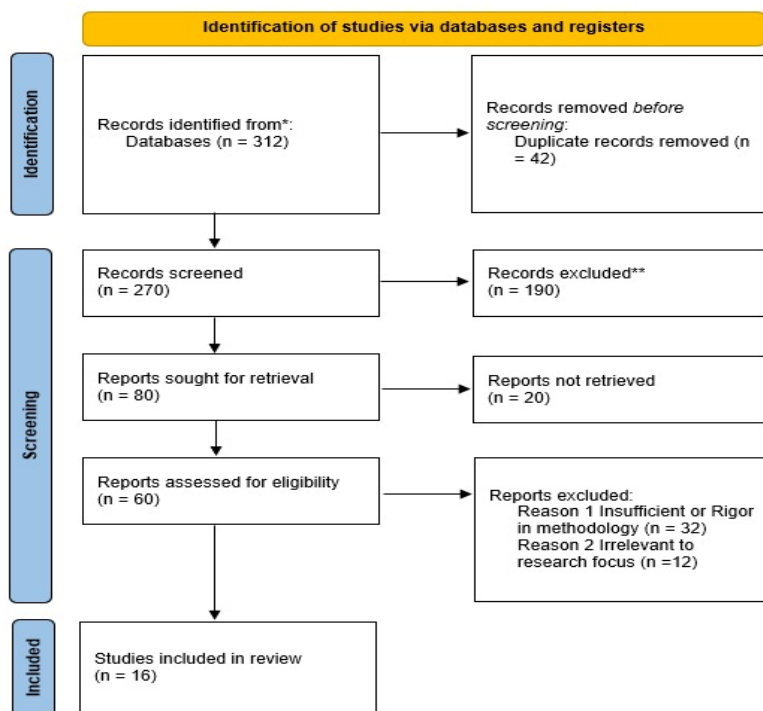 Identification of studies via databases and registers
Identification
Records identified from*:
Databases (n = 312)
Records removed before
screening:
Duplicate records removed (n
= 42)
Screening
Records screened
(n = 270)
Records excluded**
(n = 190)
Reports sought for retrieval
(n = 80)
Reports not retrieved
(n = 20)
Reports assessed for eligibility
(n = 60)
Reports excluded:
Reason 1 Insufficient or Rigor
in methodology (n = 32)
Reason 2 Irrelevant to
research focus (n =12)
Included
Studies included in review
(n = 16)